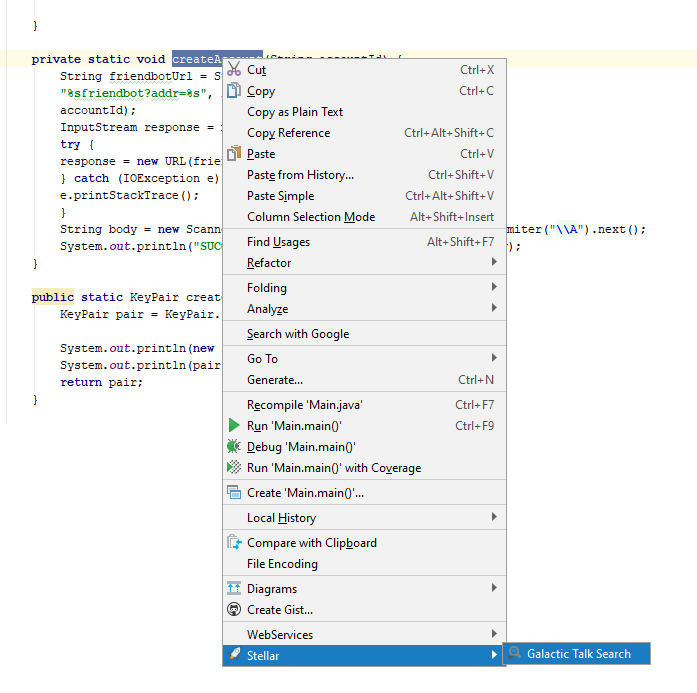 }
private static void createAccount(String accountId) {
String friendbotUrl = S
"%sfriendbot?addr=%s",
accountId);
InputStream response =
try {
response = new URL(frie
} catch (IOException e)
e.printStackTrace();
}
String body = new Scann
miter("\\A").next();
System.out.println("SUC
);
}
public static KeyPair creat
KeyPair pair = KeyPair.
System.out.println(new
System.out.println(pair
return pair;
}
Cut Ctrl+X
Copy Ctrl+C
Copy as Plain Text
Copy Reference Ctrl+Alt+Shift+C
Paste Ctrl+V
Paste from History... Ctrl+Shift+V
Paste Simple Ctrl+Alt+Shift+V
Column Selection Mode Alt+Shift+Insert
Find Usages Alt+Shift+F7
Refactor
Folding
Analyze
Search with Google
Go To
Generate... Ctrl+N
Recompile 'Main.java' Ctrl+F7
Run 'Main.main()' Ctrl+F9
Debug 'Main.main()'
Run 'Main.main()' with Coverage
Create 'Main.main()'...
Local History
Compare with Clipboard
File Encoding
Diagrams
Create Gist...
WebServices
Stellar
Galactic Talk Search